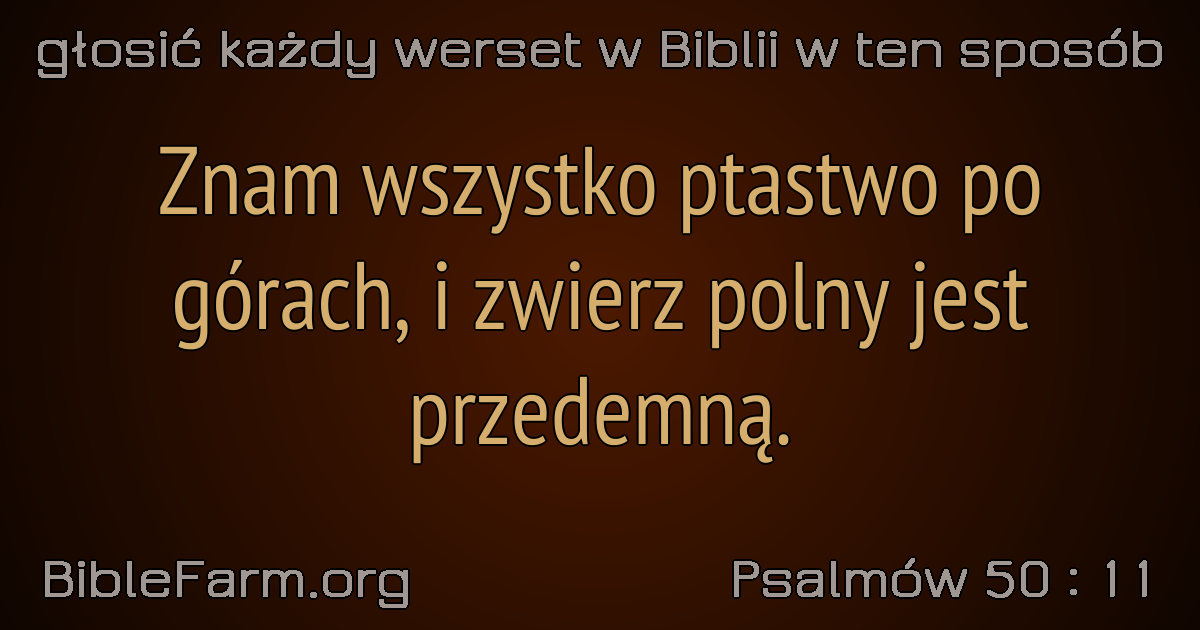 głosić każdy werset w Biblii w ten sposób
Znam wszystko ptastwo po
górach, i zwierz polny jest
przedemną.
BibleFarm.org
Psalmów 50 : 11